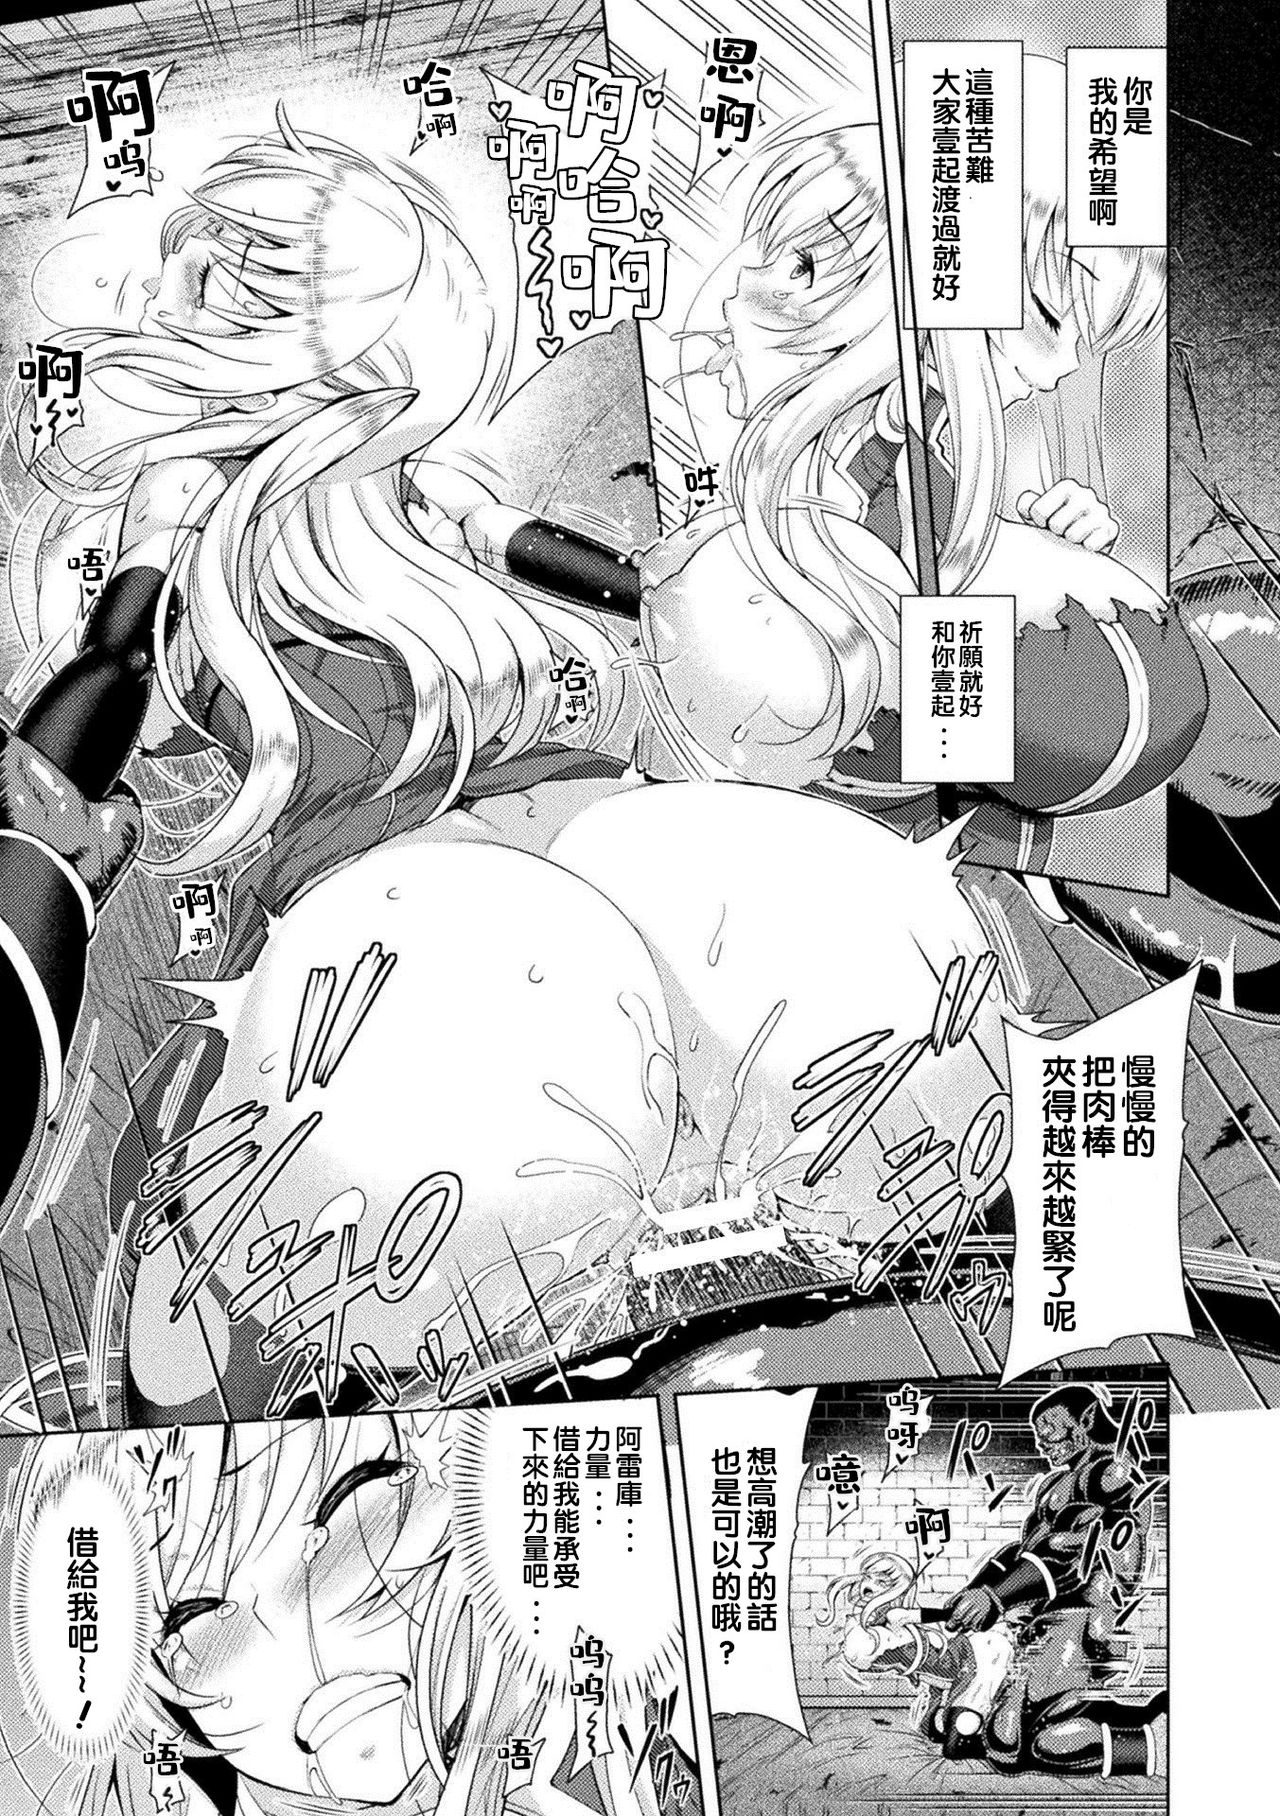 你是
我的希望啊
這種苦難
大家壹起渡過就好
祈願就好
和你壹起...
恩啊
啊哈啊
啊啊啊
哈啊
啊呜
啊
唔
哈啊
啊啊
慢慢的
把肉棒
夾得越來越緊了呢
呜呀
噫
啊
想高潮了的話
也是可以的哦？
阿雷庫...
力量...
借給我能承受
下來的力量吧...
呜呜
唔
借給我吧~~！
唔